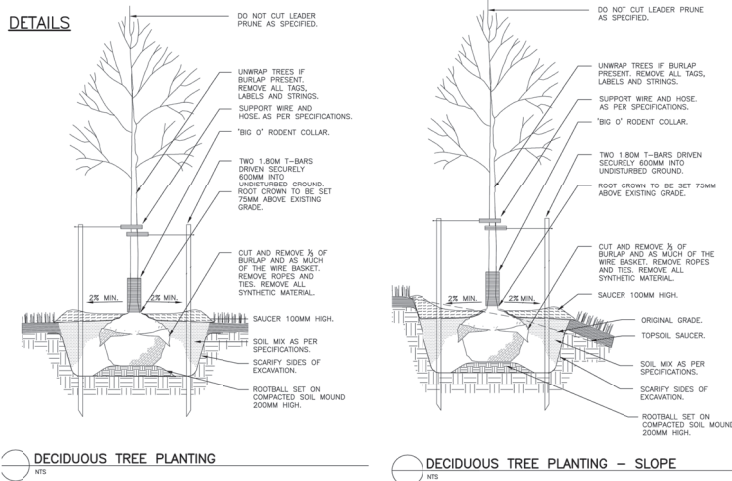 DETAILS
DO NOT CUT LEADER
PRUNE AS SPECIFIED.
UNWRAP TREES IF
BURLAP PRESENT.
REMOVE ALL TAGS,
LABELS AND STRINGS.
SUPPORT WIRE AND
HOSE. AS PER SPECIFICATIONS.
'BIG O' RODENT COLLAR.
TWO 1.80M T-BARS
DRIVEN SECURELY
600MM INTO
UNDISTURBED GROUND.
ROOT CROWN TO BE SET
75MM ABOVE EXISTING
GRADE.
CUT AND REMOVE ⅓ OF
BURLAP AND AS MUCH
OF THE WIRE BASKET.
REMOVE ROPES AND
TIES. REMOVE ALL
SYNTHETIC MATERIAL.
2% MIN.
2% MIN.
SAUCER 100MM HIGH.
SOIL MIX AS PER
SPECIFICATIONS.
SCARIFY SIDES OF
EXCAVATION.
ROOTBALL SET ON
COMPACTED SOIL MOUND
200MM HIGH.
DECIDUOUS TREE PLANTING
NTS
DO NOT CUT LEADER PRUNE
AS SPECIFIED.
UNWRAP TREES IF BURLAP
PRESENT. REMOVE ALL TAGS,
LABELS AND STRINGS.
SUPPORT WIRE AND HOSE.
AS PER SPECIFICATIONS.
'BIG O' RODENT COLLAR.
TWO 1.80M T-BARS DRIVEN
SECURELY 600MM INTO
UNDISTURBED GROUND.
ROOT CROWN TO BE SET 75MM
ABOVE EXISTING GRADE.
CUT AND REMOVE ⅓ OF
BURLAP AND AS MUCH OF THE
WIRE BASKET. REMOVE ROPES
AND TIES. REMOVE ALL
SYNTHETIC MATERIAL.
2% MIN.
2% MIN.
SAUCER 100MM HIGH.
ORIGINAL GRADE.
TOPSOIL SAUCER.
SOIL MIX AS PER
SPECIFICATIONS.
SCARIFY SIDES OF
EXCAVATION.
ROOTBALL SET ON
COMPACTED SOIL MOUND
200MM HIGH.
DECIDUOUS TREE PLANTING - SLOPE
NTS